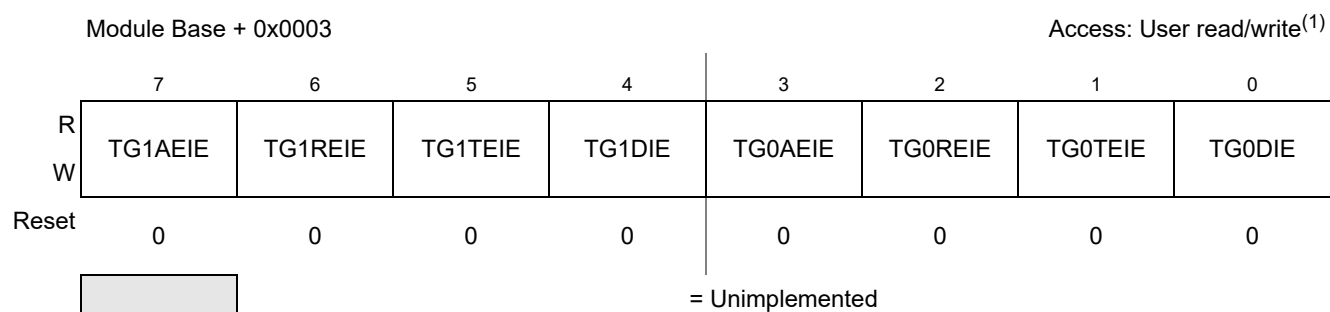 Module Base + 0x0003 Access: User read/write(1)
7 6 5 4 3 2 1 0
R
TG1AEIE TG1REIE TG1TEIE TG1DIE TG0AEIE TG0REIE TG0TEIE TG0DIE
W
Reset 0 0 0 0 0 0 0 0
= Unimplemented